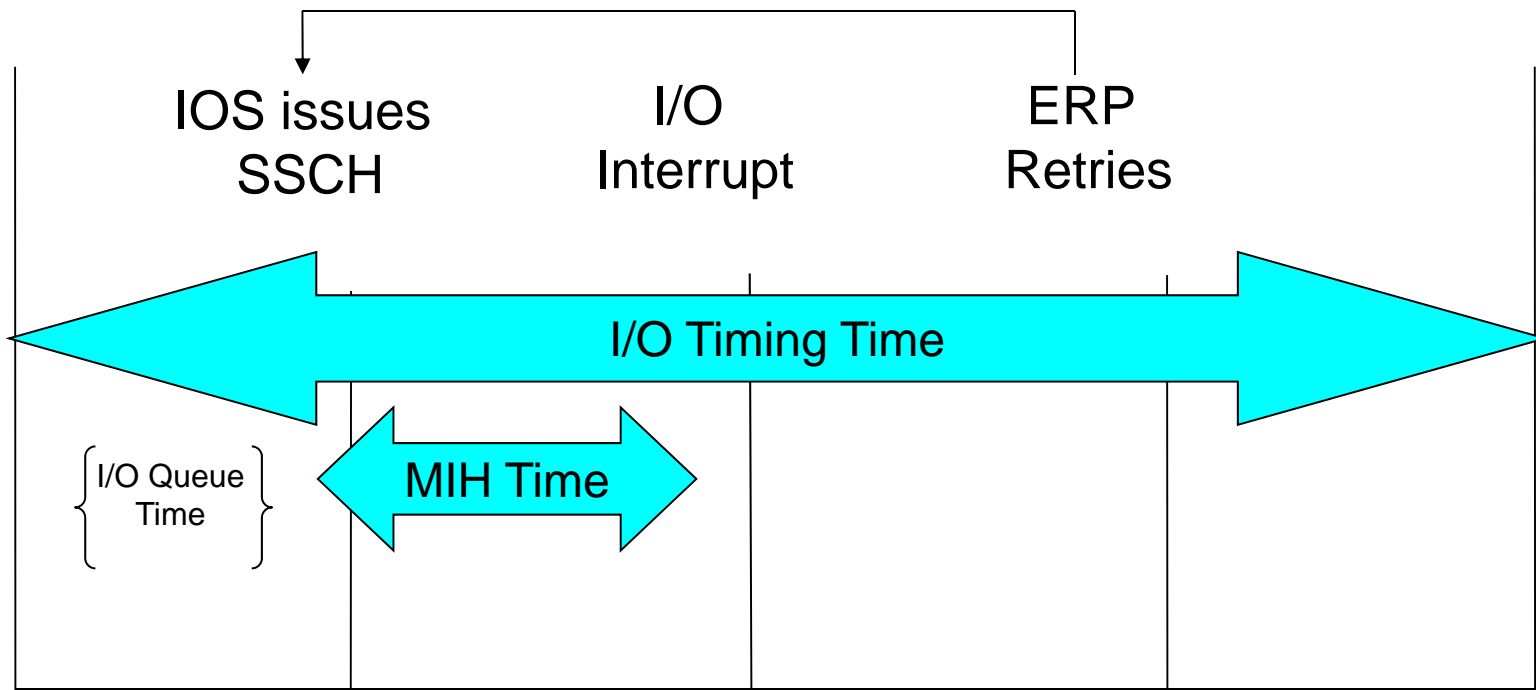 IOS issues
SSCH
I/O
Interrupt
ERP
Retries
I/O Timing Time
I/O Queue
Time
MIH Time